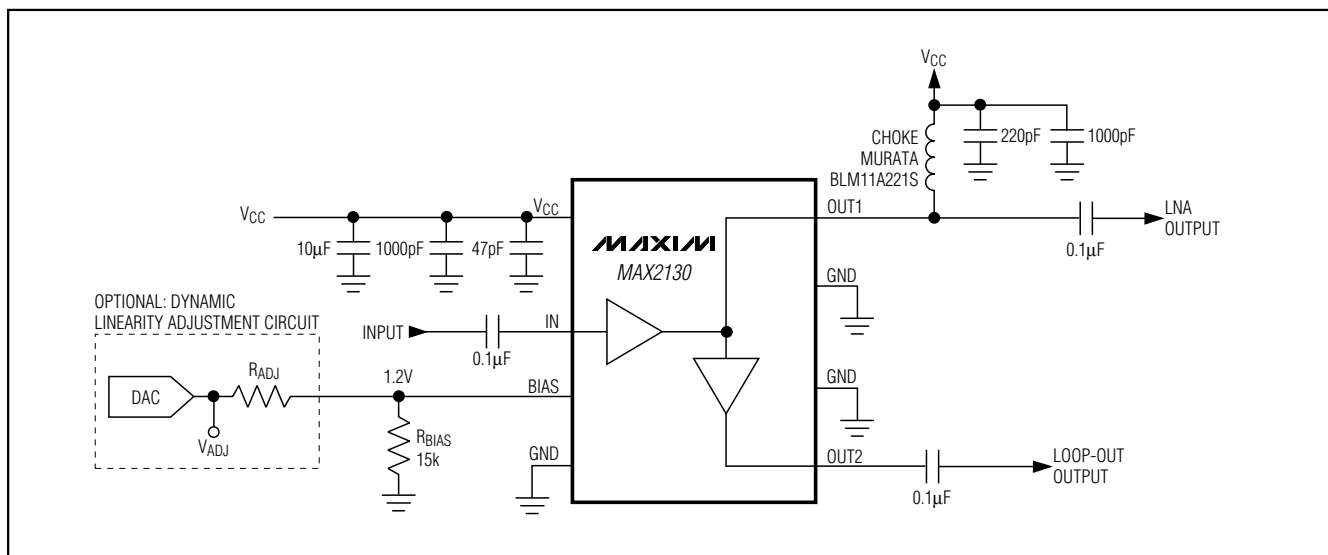 VCC
CHOKE
MURATA
BLM11A221S
220pF
1000pF
VCC
VCC
10µF
1000pF
47pF
MAXIM
MAX2130
OUT1
0.1µF
LNA
OUTPUT
GND
OPTIONAL: DYNAMIC
LINEARITY ADJUSTMENT CIRCUIT
INPUT
0.1µF
IN
DAC
RADJ
VADJ
1.2V
BIAS
RBIAS
15k
GND
GND
OUT2
0.1µF
LOOP-OUT
OUTPUT